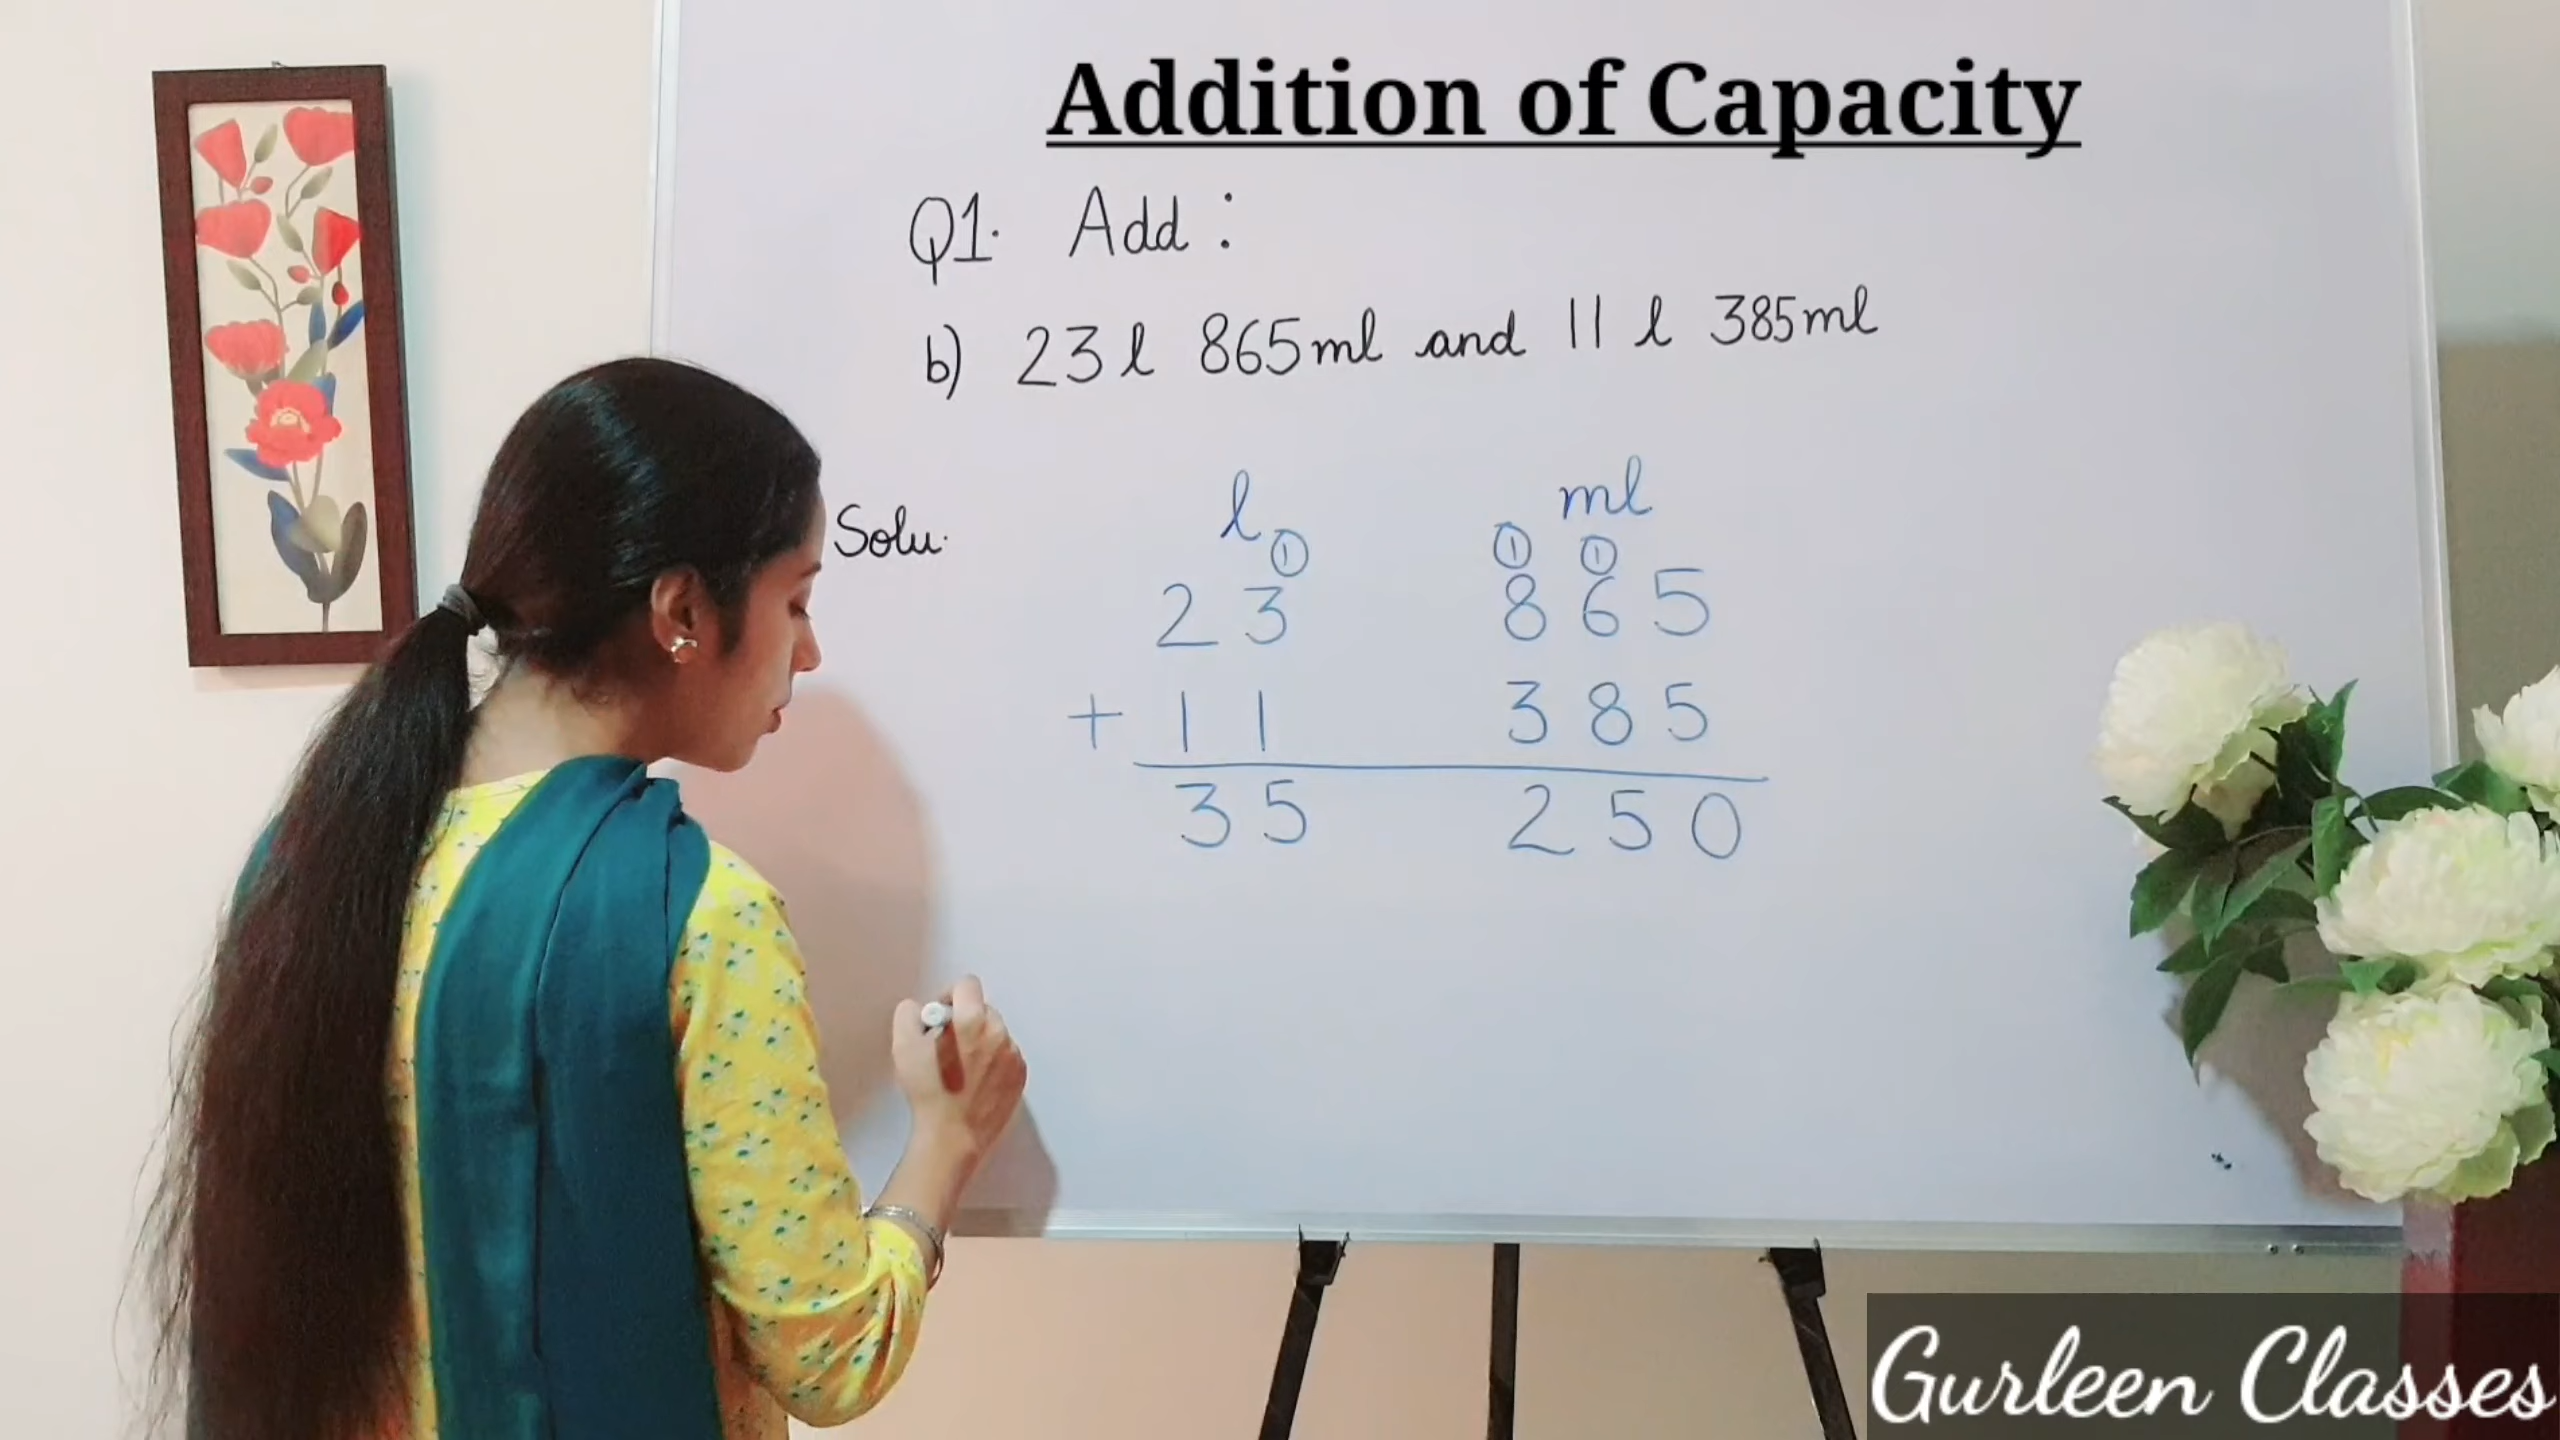 Addition of Capacity
Q1. Add :
b) 23 l 865 ml and 11 l 385 ml
Solu.
l ml
1 1 1
23 865
+ 11 385
35 250
Gurleen Classes